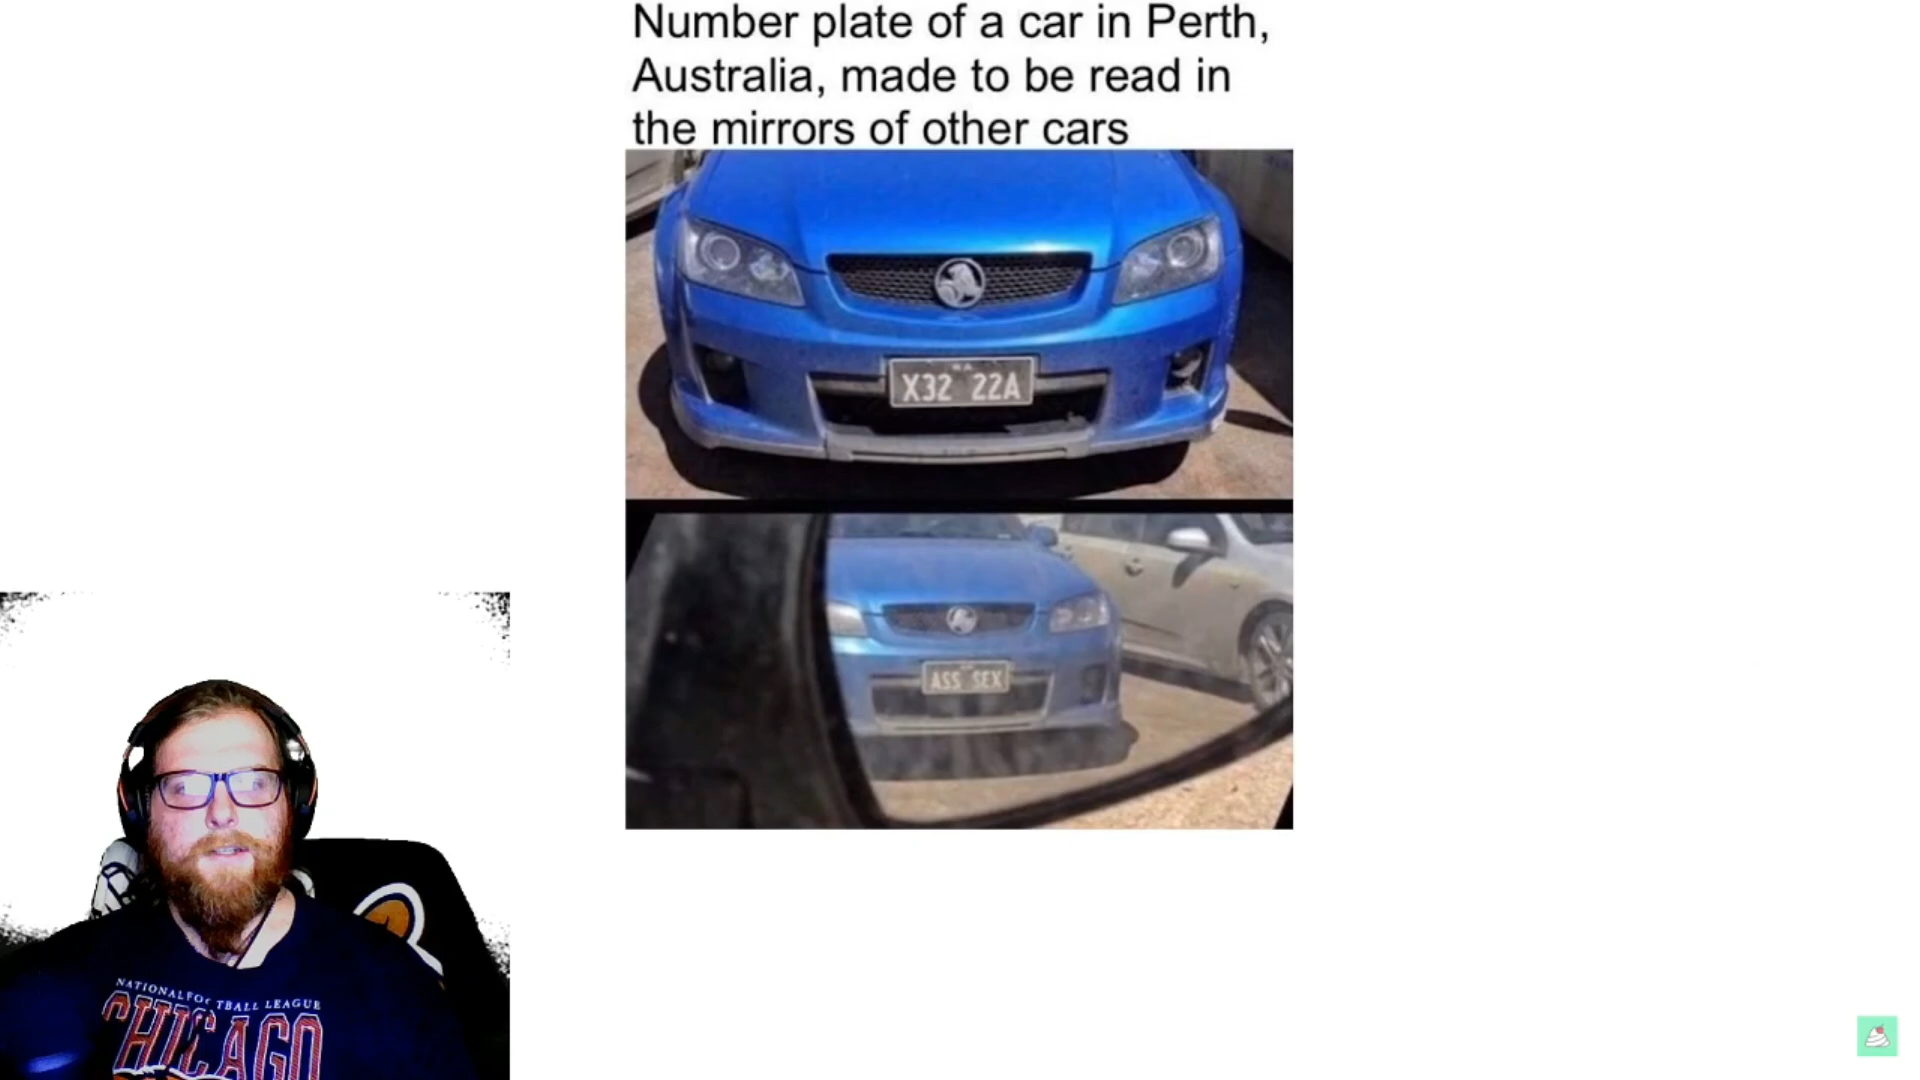 Number plate of a car in Perth,
Australia, made to be read in
the mirrors of other cars
X32 22A
ASS SEX
NATIONAL FOOTBALL LEAGUE
CHICAGO